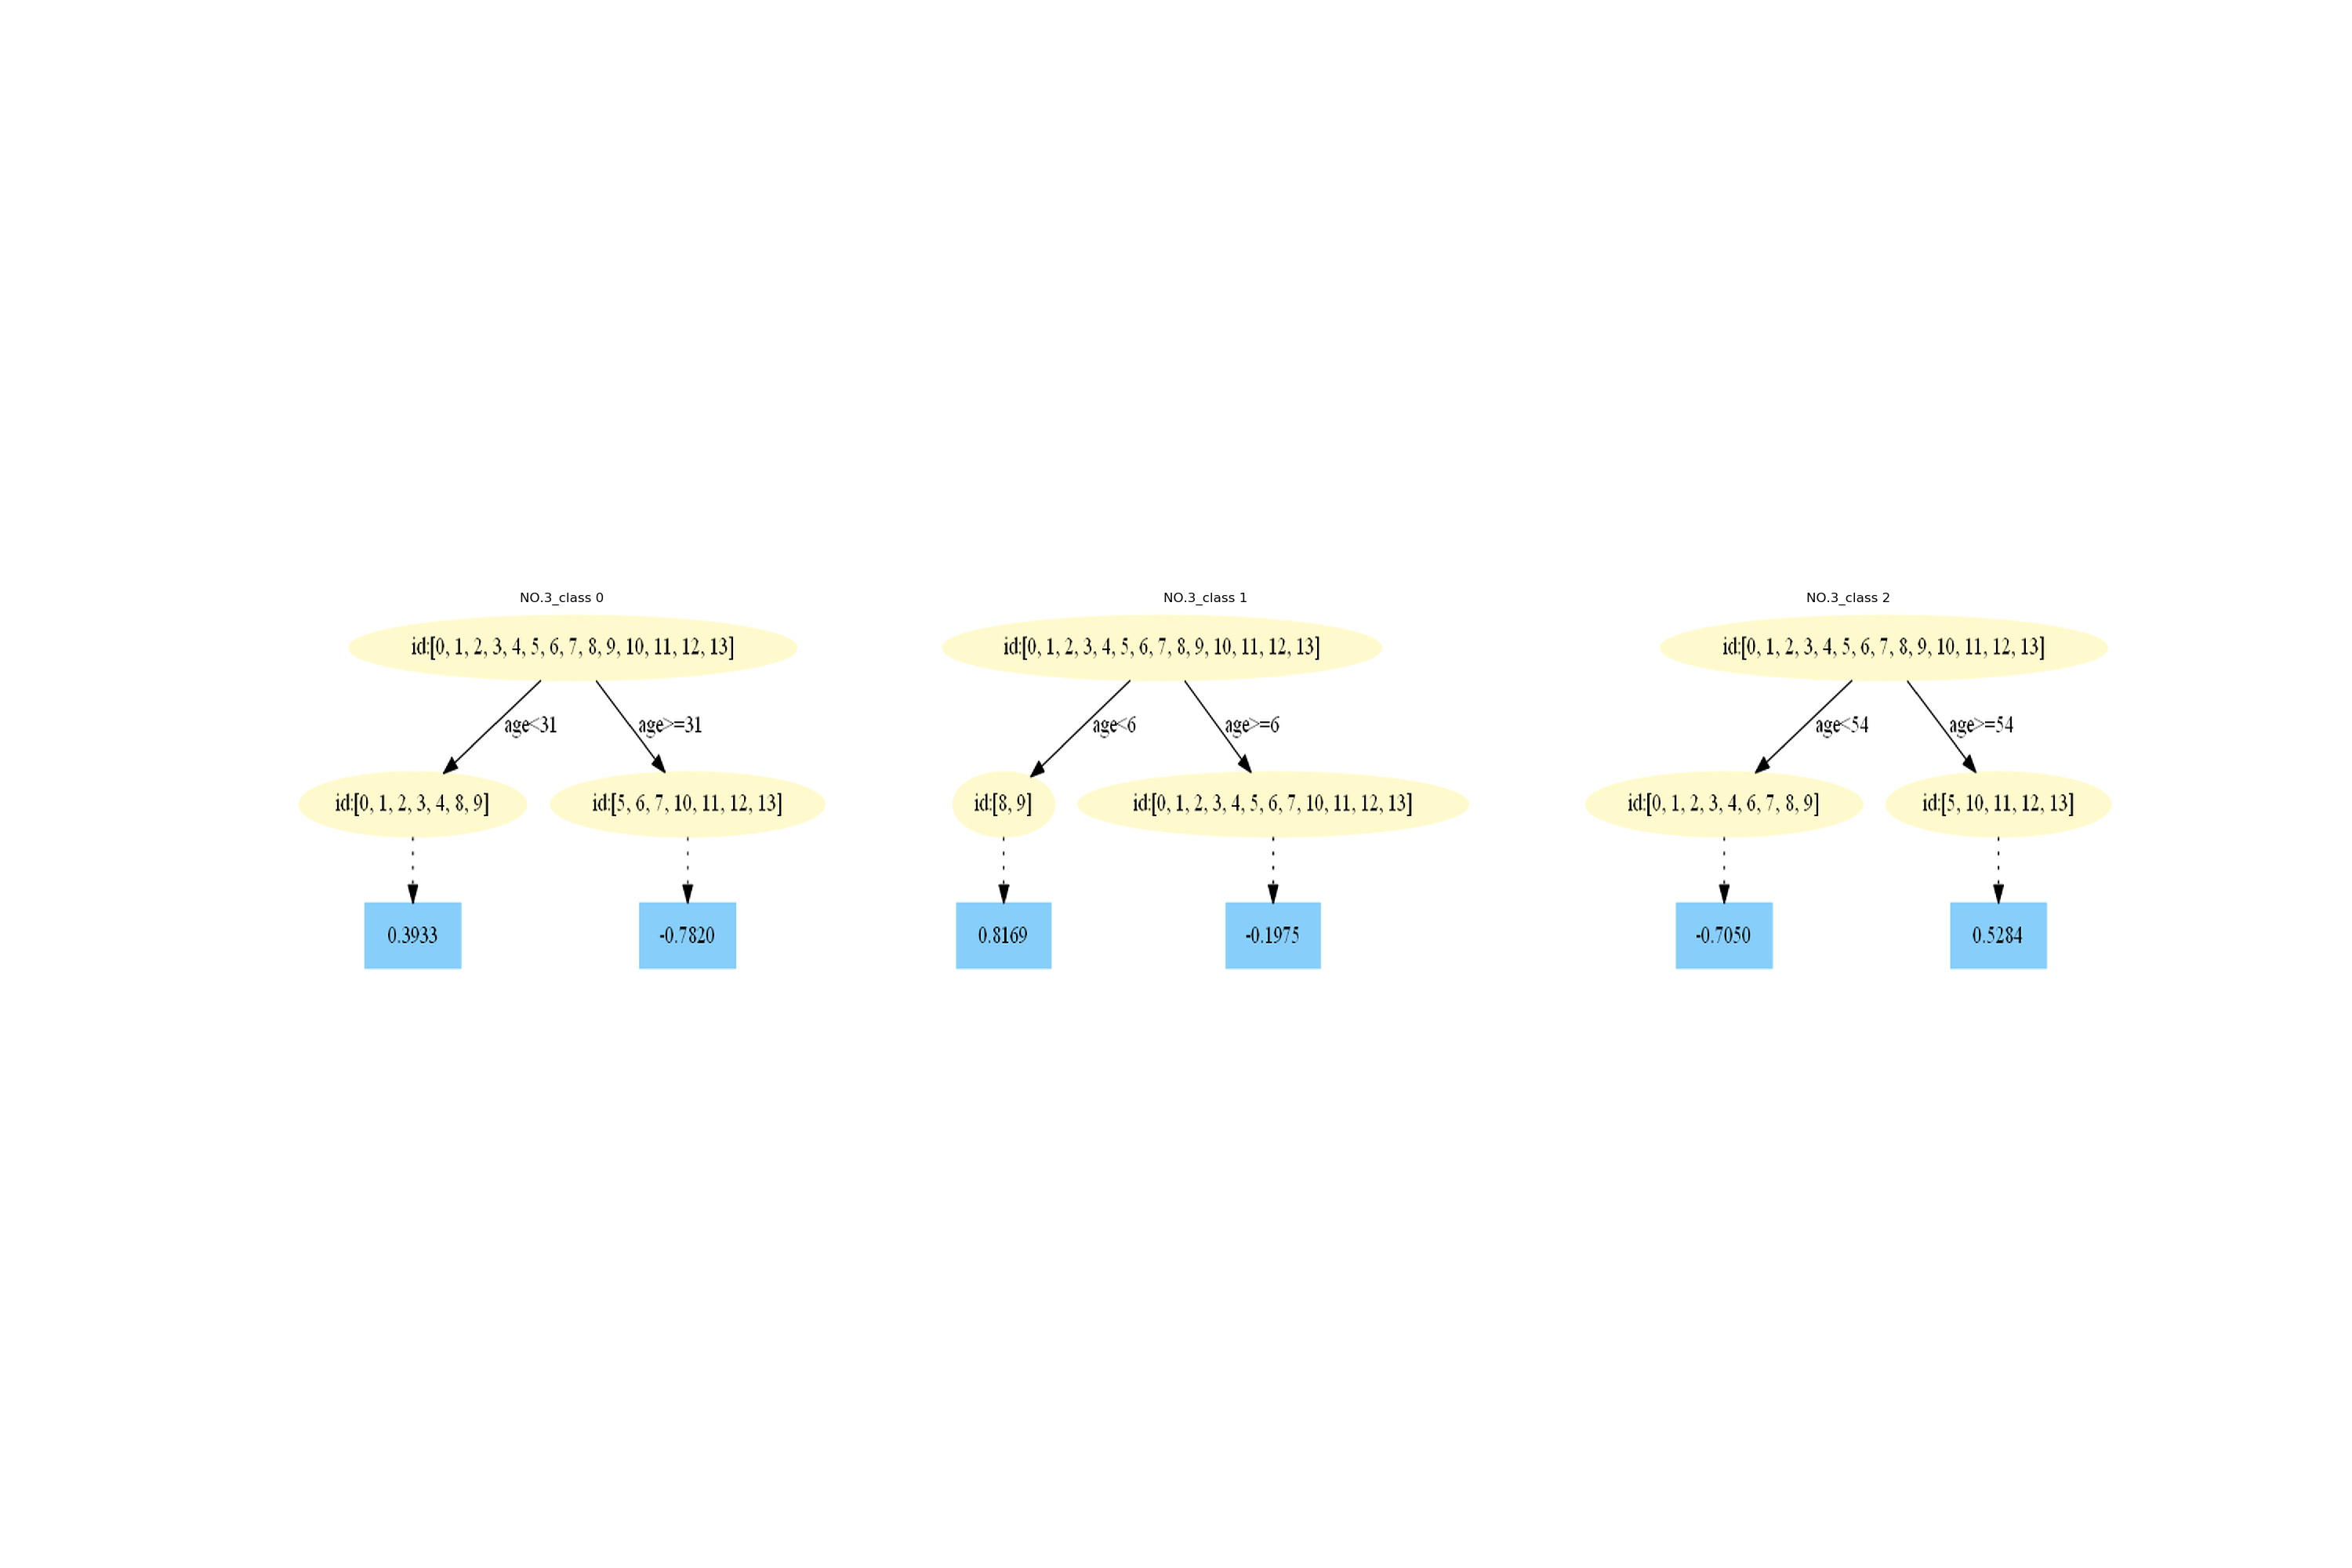 NO.3_class 0
id:[0, 1, 2, 3, 4, 5, 6, 7, 8, 9, 10, 11, 12, 13]
age<31
age>=31
id:[0, 1, 2, 3, 4, 8, 9]
id:[5, 6, 7, 10, 11, 12, 13]
0.3933
-0.7820
NO.3_class 1
id:[0, 1, 2, 3, 4, 5, 6, 7, 8, 9, 10, 11, 12, 13]
age<6
age>=6
id:[8, 9]
id:[0, 1, 2, 3, 4, 5, 6, 7, 10, 11, 12, 13]
0.8169
-0.1975
NO.3_class 2
id:[0, 1, 2, 3, 4, 5, 6, 7, 8, 9, 10, 11, 12, 13]
age<54
age>=54
id:[0, 1, 2, 3, 4, 6, 7, 8, 9]
id:[5, 10, 11, 12, 13]
-0.7050
0.5284